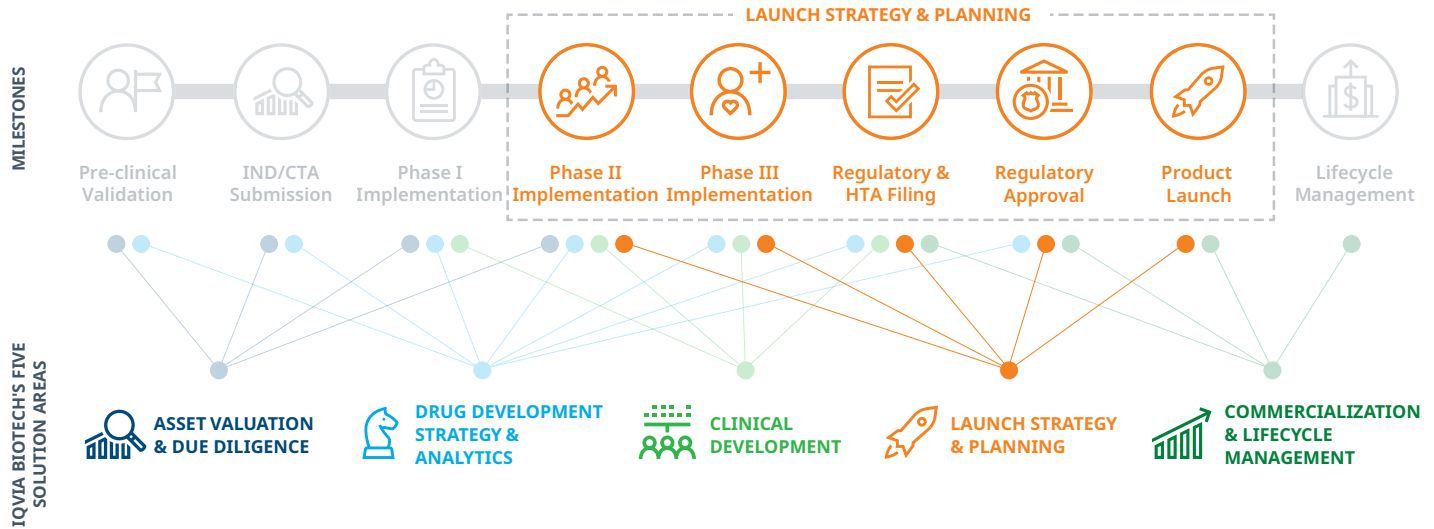 LAUNCH STRATEGY & PLANNING
MILESTONES
Pre-clinical
Validation
IND/CTA
Submission
Phase I
Implementation
Phase II
Implementation
Phase III
Implementation
Regulatory &
HTA Filing
Regulatory
Approval
Product
Launch
Lifecycle
Management
$
IQVIA BIOTECH'S FIVE
SOLUTION AREAS
ASSET VALUATION
& DUE DILIGENCE
DRUG DEVELOPMENT
STRATEGY &
ANALYTICS
CLINICAL
DEVELOPMENT
LAUNCH STRATEGY
& PLANNING
COMMERCIALIZATION
& LIFECYCLE
MANAGEMENT